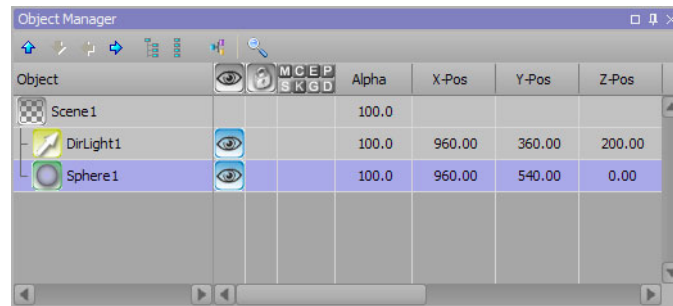 Object Manager
Object M C E P S K G D Alpha X-Pos Y-Pos Z-Pos
Scene1 100.0
DirLight1 100.0 960.00 360.00 200.00
Sphere1 100.0 960.00 540.00 0.00